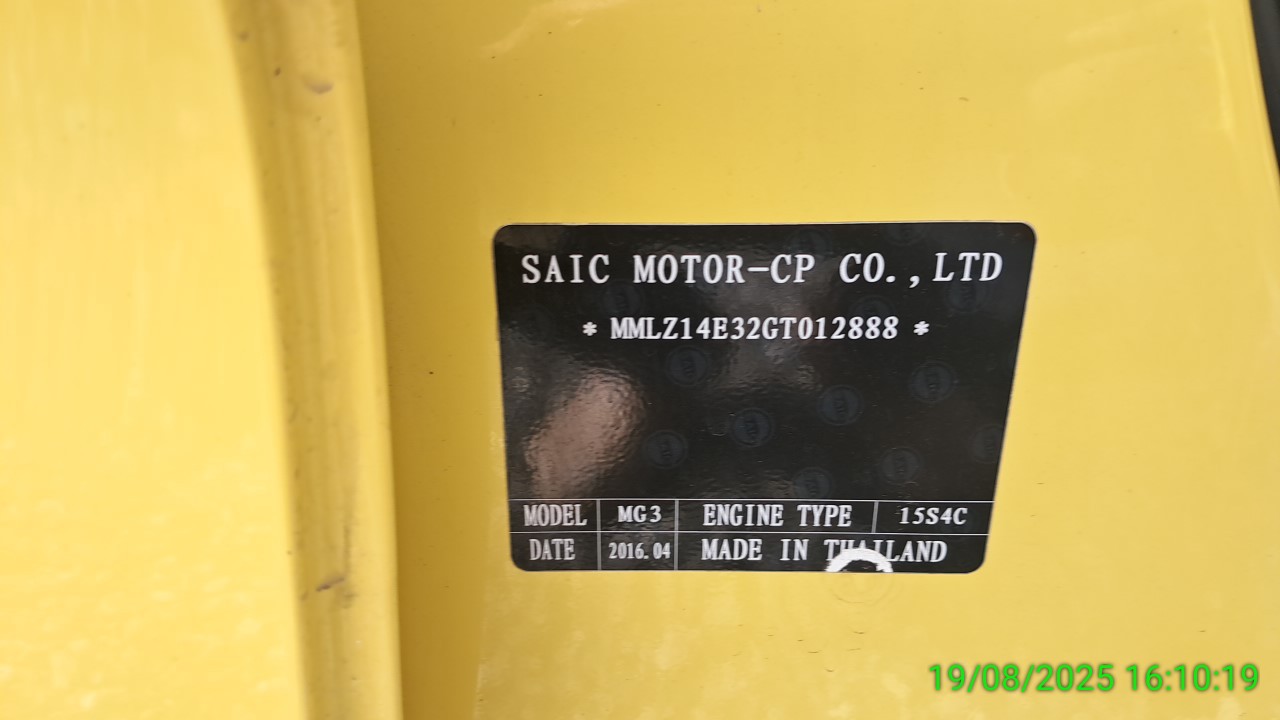 SAIC MOTOR-CP CO.,LTD
* MMLZ14E32GT012888 *
MODEL MG3 ENGINE TYPE 15S4C
DATE 2016.04 MADE IN THAILAND
19/08/2025 16:10:19